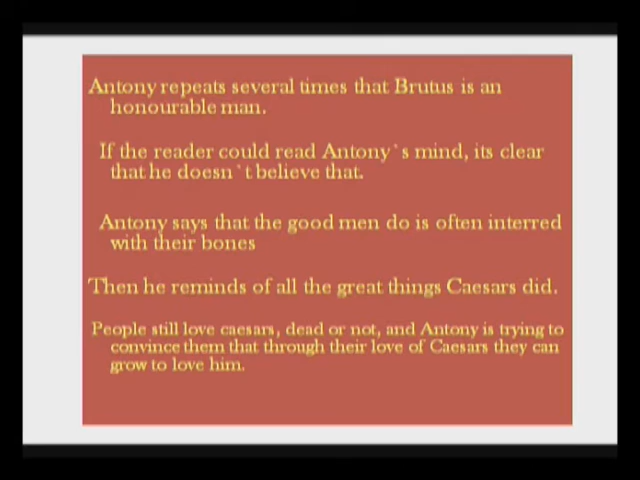 Antony repeats several times that Brutus is an
honourable man.
If the reader could read Antony`s mind, its clear
that he doesn`t believe that.
Antony says that the good men do is often interred
with their bones
Then he reminds of all the great things Caesars did.
People still love caesars, dead or not, and Antony is trying to
convince them that through their love of Caesars they can
grow to love him.